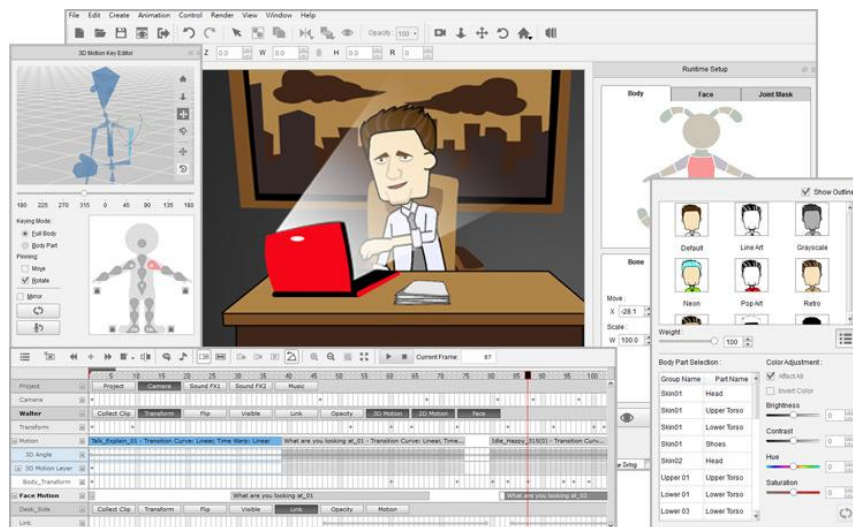 File Edit Create Animation Control Render View Window Help
Opacity: 100
3D Motion Key Editor
Z 0.0 W 0.0 H 0.0 R 0
180 225 270 315 0 45 90 135 180
Keying Mode:
Full Body
Body Part
Pinning:
Move
Rotate
Mirror
Runtime Setup
Body Face Joint Mask
Bone
Move :
X -28.1
Scale :
W 100.0
Show Outline
Default Line Art Grayscale
Neon Pop Art Retro
Weight :
100
Body Part Selection :
Group Name Part Name
Skin01 Head
Skin01 Upper Torso
Skin01 Lower Torso
Skin01 Shoes
Skin02 Head
Upper 01 Upper Torso
Lower 01 Lower Torso
Lower 03 Lower Torso
Color Adjustment :
Affect All
Invert Color
Brightness
0
Contrast
0
Hue
0
Saturation
0
Current Frame: 87
5 10 15 20 25 30 35 40 45 50 55 60 65 70 75 80 85 90 95 100
Project Project Camera Sound FX1 Sound FX2 Music
Camera
Walter Collect Clip Transform Flip Visible Link Opacity 3D Motion 2D Motion Face
Transform
Motion Talk_Explain_01 - Transition Curve: Linear, Time Warp: Linear What are you looking at_01 - Transition Curve: Linear, Time... Idle_Happy_315(0) - Transition Curv...
3D Angle
3D Motion Layer
Body_Transform
Face Motion What are you looking at_01 What are you looking at_02
Desk_Side Collect Clip Transform Flip Visible Link Opacity Motion
Link